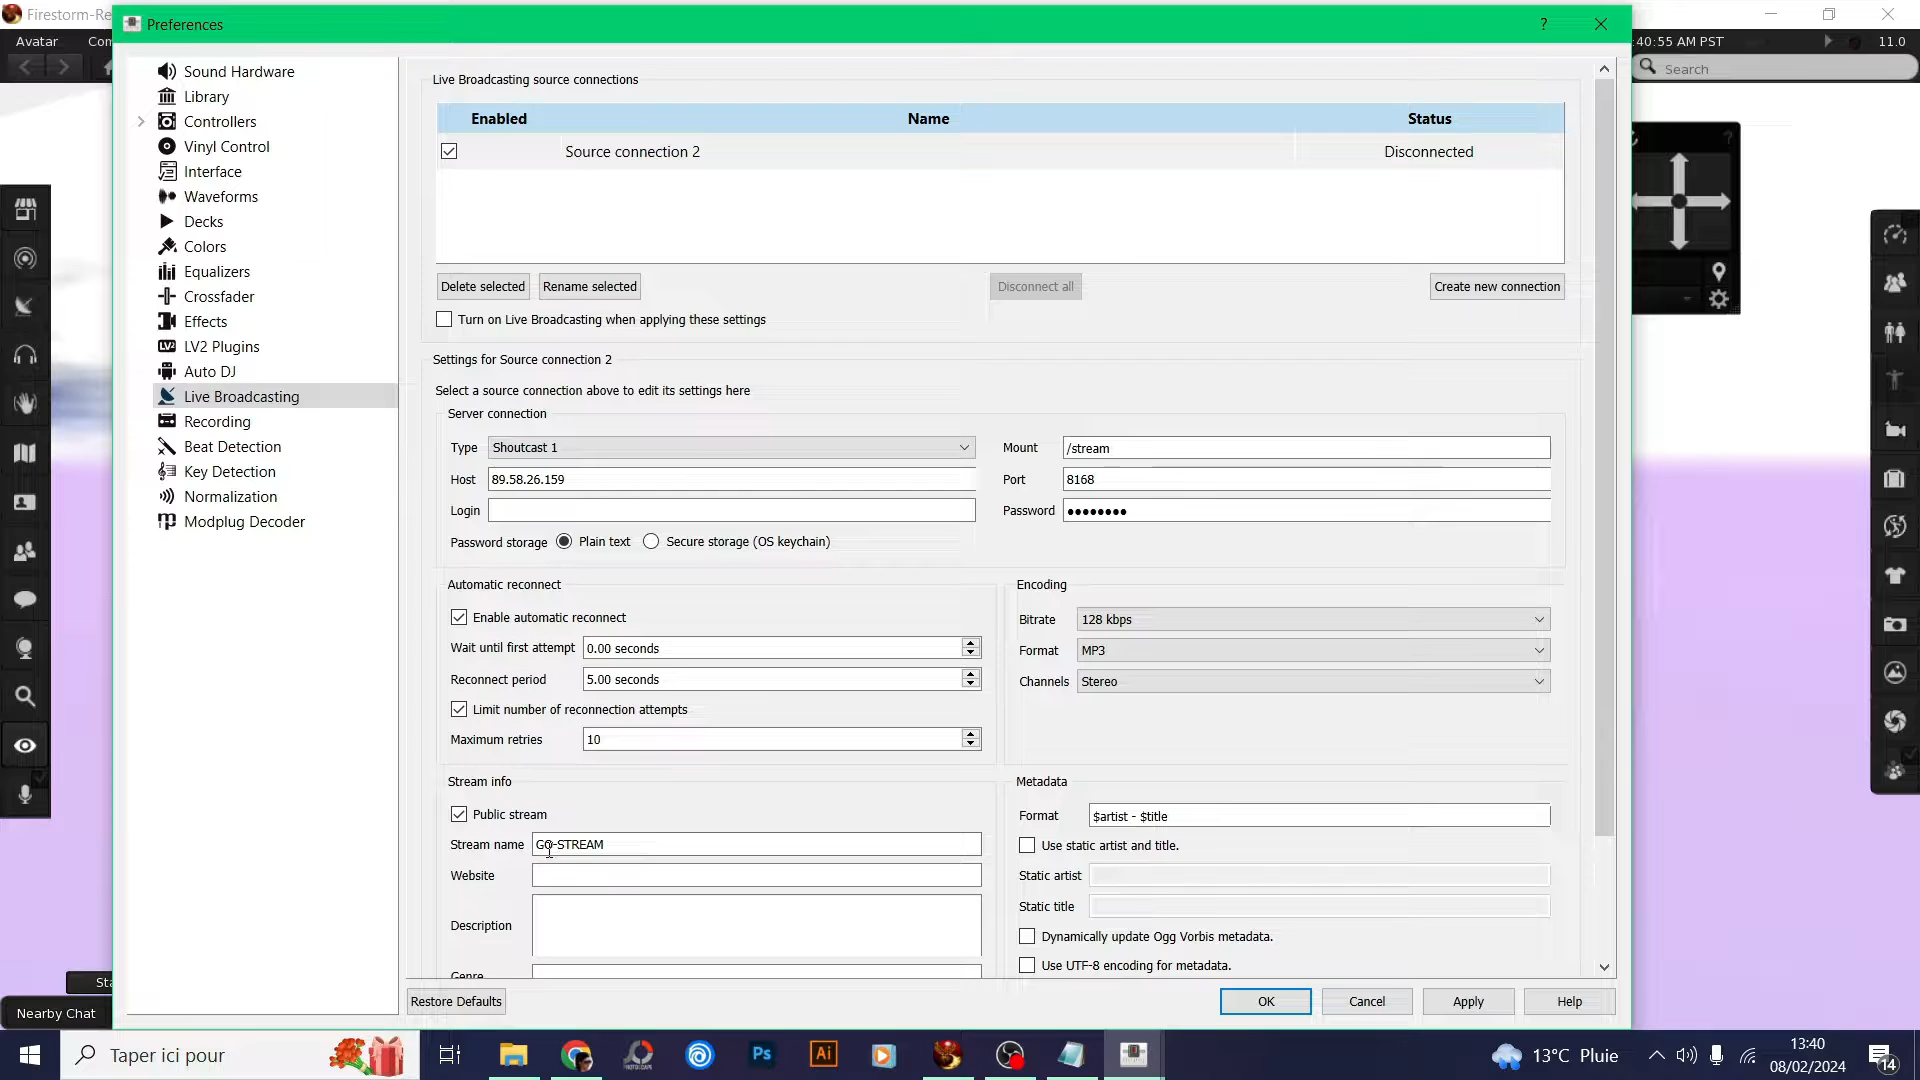 Firestorm-Re
Preferences
?
Avatar
:40:55 AM PST
11.0
Search
Sound Hardware
Library
Controllers
Vinyl Control
Interface
Waveforms
Decks
Colors
Equalizers
Crossfader
Effects
LV2 Plugins
Auto DJ
Live Broadcasting
Recording
Beat Detection
Key Detection
Normalization
Modplug Decoder
Live Broadcasting source connections
Enabled Name Status
Source connection 2 Disconnected
Delete selected Rename selected Disconnect all Create new connection
Turn on Live Broadcasting when applying these settings
Settings for Source connection 2
Select a source connection above to edit its settings here
Server connection
Type Shoutcast 1 Mount /stream
Host 89.58.26.159 Port 8168
Login Password ●●●●●●●●
Password storage Plain text Secure storage (OS keychain)
Automatic reconnect
Enable automatic reconnect
Wait until first attempt 0.00 seconds
Reconnect period 5.00 seconds
Limit number of reconnection attempts
Maximum retries 10
Encoding
Bitrate 128 kbps
Format MP3
Channels Stereo
Stream info
Public stream
Stream name GO-STREAM
Website
Description
Genre
Metadata
Format $artist - $title
Use static artist and title.
Static artist
Static title
Dynamically update Ogg Vorbis metadata.
Use UTF-8 encoding for metadata.
Restore Defaults OK Cancel Apply Help
Nearby Chat
Taper ici pour
Ps
Ai
13°C Pluie
13:40
08/02/2024
14